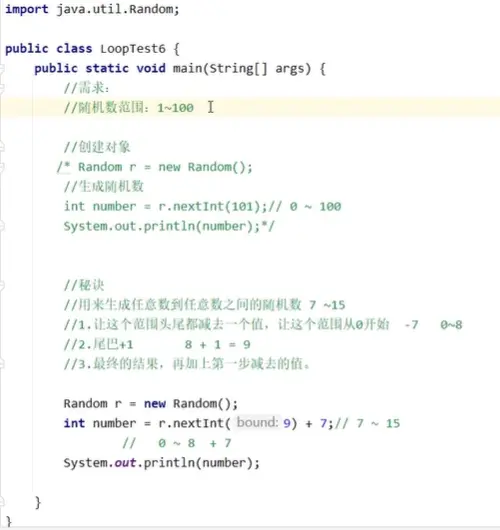 import java.util.Random;
public class LoopTest6 {
public static void main(String[] args) {
//需求：
//随机数范围：1~100
//创建对象
/* Random r = new Random();
//生成随机数
int number = r.nextInt(101);// 0 ~ 100
System.out.println(number);*/
//秘诀
//用来生成任意数到任意数之间的随机数 7 ~15
//1.让这个范围头尾都减去一个值，让这个范围从0开始 -7 0~8
//2.尾巴+1 8 + 1 = 9
//3.最终的结果，再加上第一步减去的值。
Random r = new Random();
int number = r.nextInt( bound: 9) + 7;// 7 ~ 15
// 0 ~ 8 + 7
System.out.println(number);
}
}